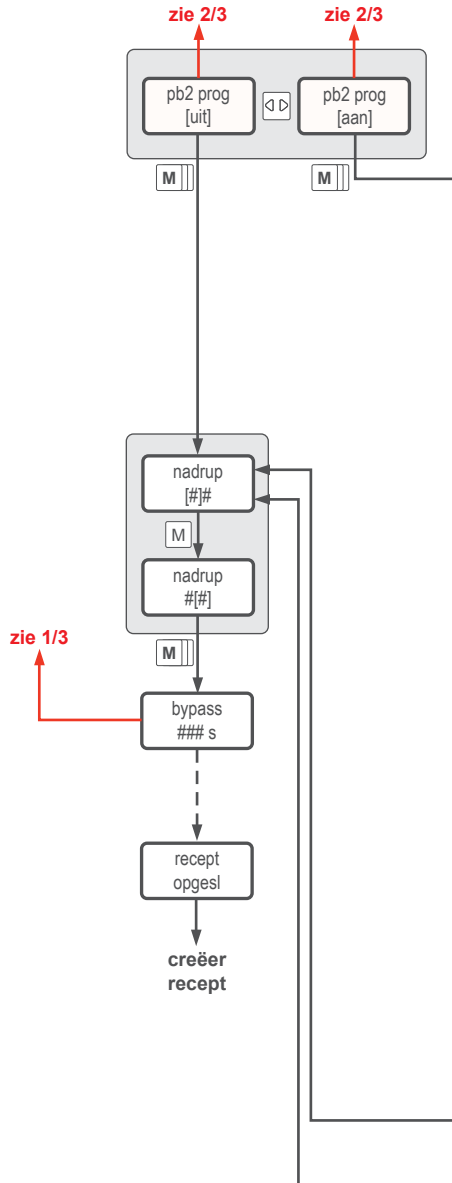 zie 2/3
zie 2/3
pb2 prog
[uit]
pb2 prog
[aan]
M
M
nadrup
[#]#
M
nadrup
#[#]
M
zie 1/3
bypass
### s
recept
opgesl
creëer
recept